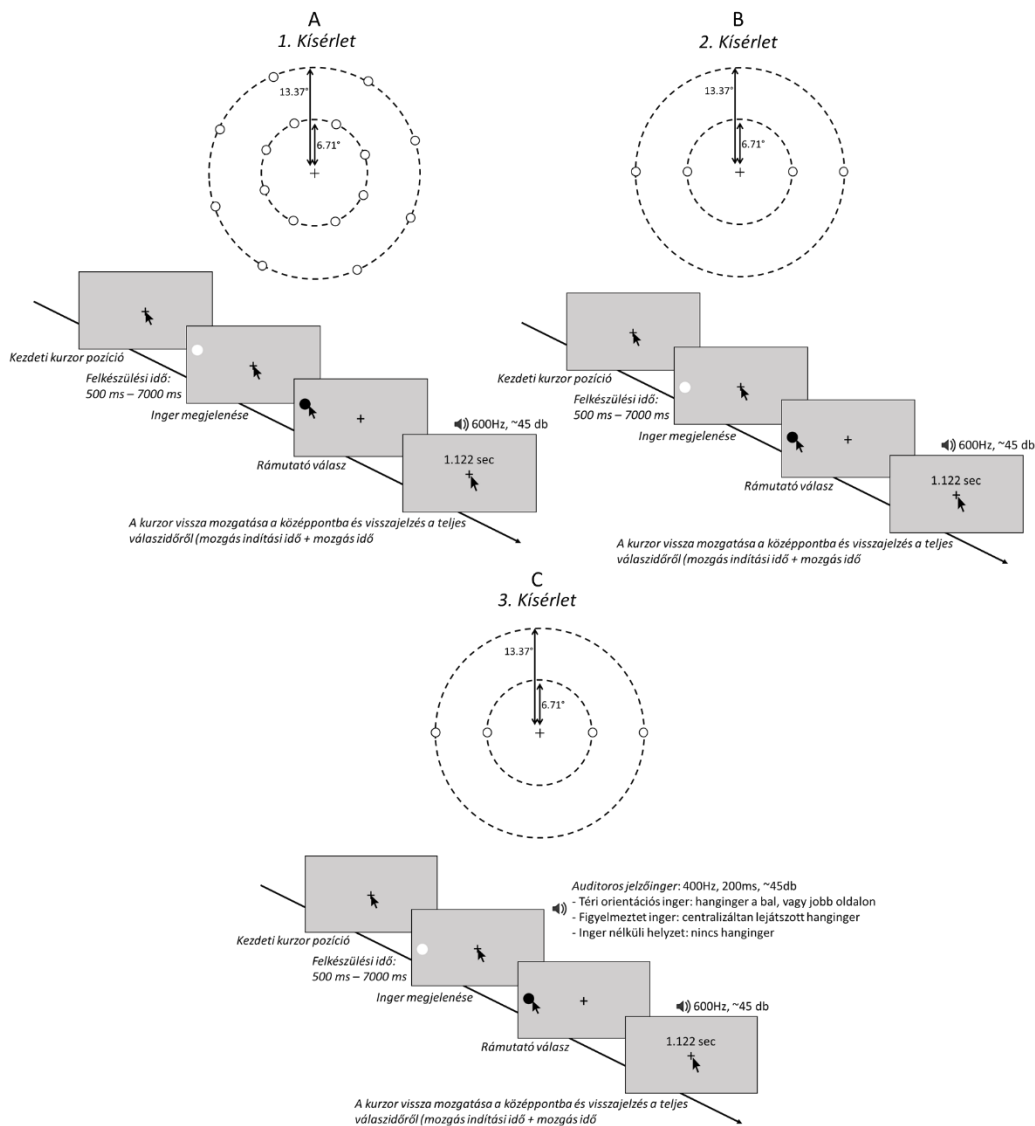 A
1. Kísérlet
13.37°
6.71°
Kezdeti kurzor pozíció
Felkészülési idő:
500 ms – 7000 ms
Inger megjelenése
600Hz, ~45 db
Rámutató válasz
1.122 sec
A kurzor vissza mozgatása a középpontba és visszajelzés a teljes
válaszidőről (mozgás indítási idő + mozgás idő
B
2. Kísérlet
13.37°
6.71°
Kezdeti kurzor pozíció
Felkészülési idő:
500 ms – 7000 ms
Inger megjelenése
600Hz, ~45 db
Rámutató válasz
1.122 sec
A kurzor vissza mozgatása a középpontba és visszajelzés a teljes
válaszidőről (mozgás indítási idő + mozgás idő
C
3. Kísérlet
13.37°
6.71°
Auditoros jelzőinger: 400Hz, 200ms, ~45db
- Téri orientációs inger: hanginger a bal, vagy jobb oldalon
- Figyelmeztet inger: centralizáltan lejátszott hanginger
- Inger nélküli helyzet: nincs hanginger
Kezdeti kurzor pozíció
Felkészülési idő:
500 ms – 7000 ms
Inger megjelenése
600Hz, ~45 db
Rámutató válasz
1.122 sec
A kurzor vissza mozgatása a középpontba és visszajelzés a teljes
válaszidőről (mozgás indítási idő + mozgás idő